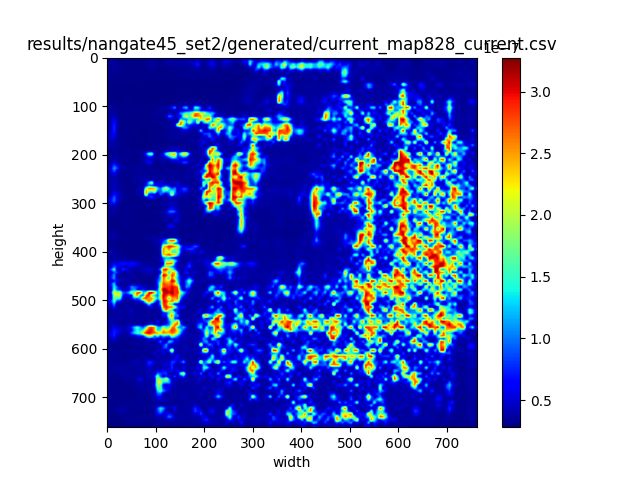 results/nangate45_set2/generated/current_map828_current.csv
1e−7
0
100
200
300
400
500
600
700
height
0 100 200 300 400 500 600 700
width
3.0
2.5
2.0
1.5
1.0
0.5